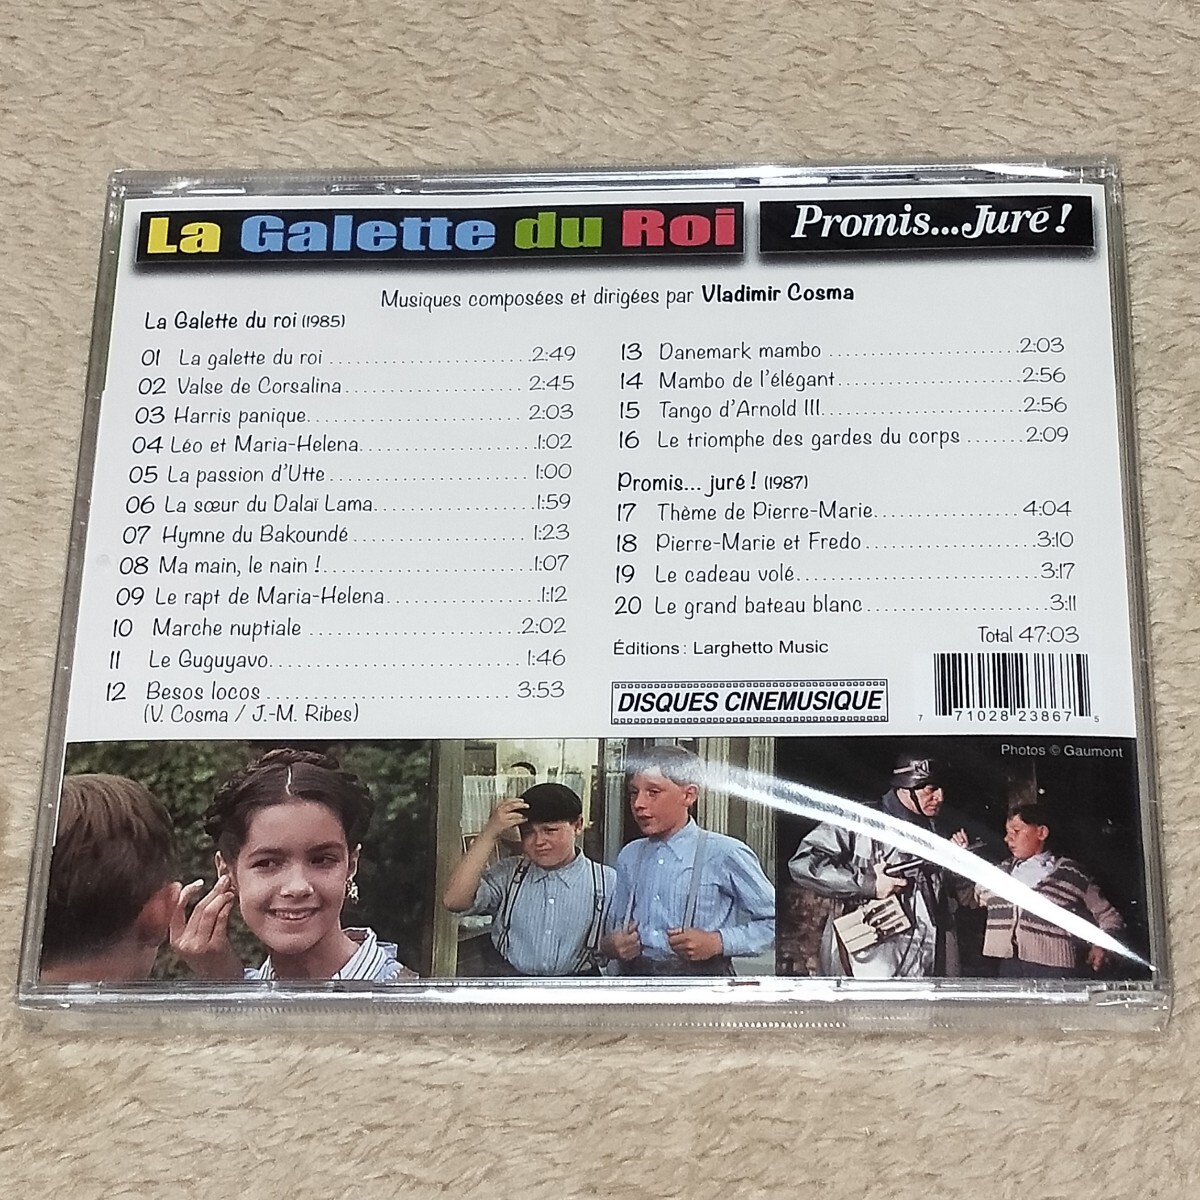 La Galette du Roi
Promis...Juré !
Musiques composées et dirigées par Vladimir Cosma
La Galette du roi (1985)
01 La galette du roi ........................2:49
02 Valse de Corsalina...................... 2:45
03 Harris panique........................... 2:03
04 Léo et Maria-Helena.....................1:02
05 La passion d'Utte ........................ 1:00
06 La sœur du Dalaï Lama....................1:59
07 Hymne du Bakoundé ..................... 1:23
08 Ma main, le nain !.........................1:07
09 Le rapt de Maria-Helena..................1:12
10 Marche nuptiale .........................2:02
11 Le Guguyavo............................. 1:46
12 Besos locos .............................. 3:53
(V. Cosma / J.-M. Ribes)
13 Danemark mambo ......................2:03
14 Mambo de l'élégant......................2:56
15 Tango d'Arnold III........................2:56
16 Le triomphe des gardes du corps .......2:09
Promis... juré ! (1987)
17 Thème de Pierre-Marie.................. 4:04
18 Pierre-Marie et Fredo....................3:10
19 Le cadeau volé............................3:17
20 Le grand bateau blanc....................3:11
Total 47:03
Éditions : Larghetto Music
DISQUES CINEMUSIQUE
7 71028 23867 5
Photos © Gaumont